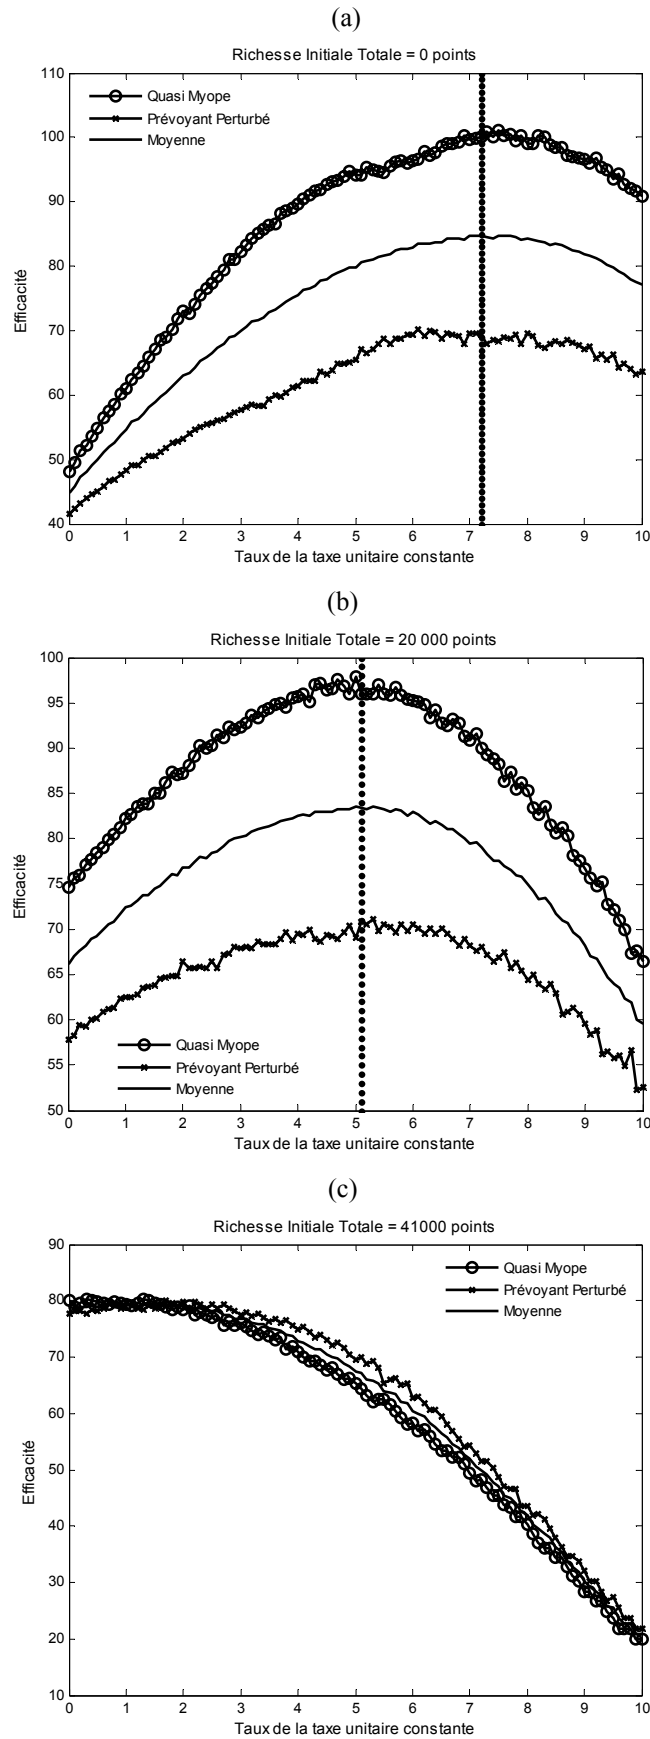 (a)
Richesse Initiale Totale = 0 points
110
100
90
80
70
60
50
40
Efficacité
Quasi Myope
Prévoyant Perturbé
Moyenne
0 1 2 3 4 5 6 7 8 9 10
Taux de la taxe unitaire constante
(b)
Richesse Initiale Totale = 20 000 points
100
95
90
85
80
75
70
65
60
55
50
Efficacité
Quasi Myope
Prévoyant Perturbé
Moyenne
0 1 2 3 4 5 6 7 8 9 10
Taux de la taxe unitaire constante
(c)
Richesse Initiale Totale = 41000 points
90
80
70
60
50
40
30
20
10
Efficacité
Quasi Myope
Prévoyant Perturbé
Moyenne
0 1 2 3 4 5 6 7 8 9 10
Taux de la taxe unitaire constante